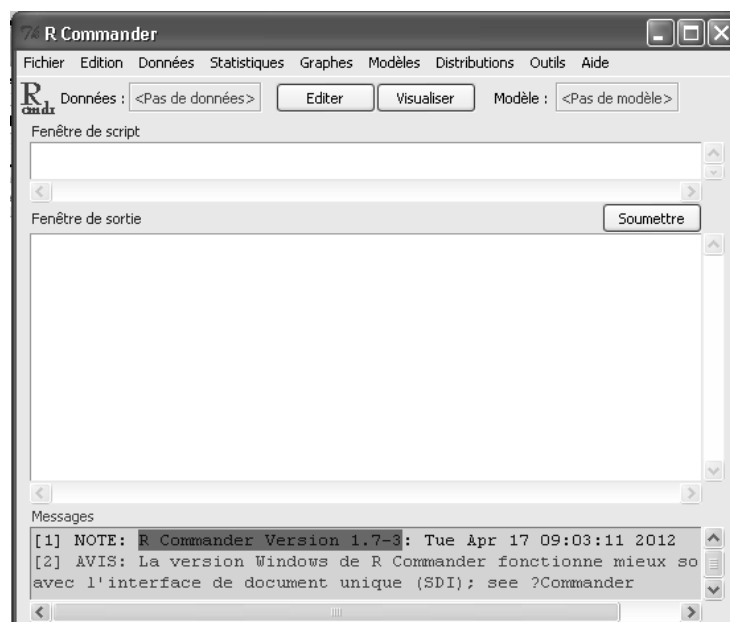 R Commander
Fichier Edition Données Statistiques Graphes Modèles Distributions Outils Aide
R cmdr Données : <Pas de données> Editer Visualiser Modèle : <Pas de modèle>
Fenêtre de script
Fenêtre de sortie Soumettre
Messages
[1] NOTE: R Commander Version 1.7-3: Tue Apr 17 09:03:11 2012
[2] AVIS: La version Windows de R Commander fonctionne mieux so
avec l'interface de document unique (SDI); see ?Commander